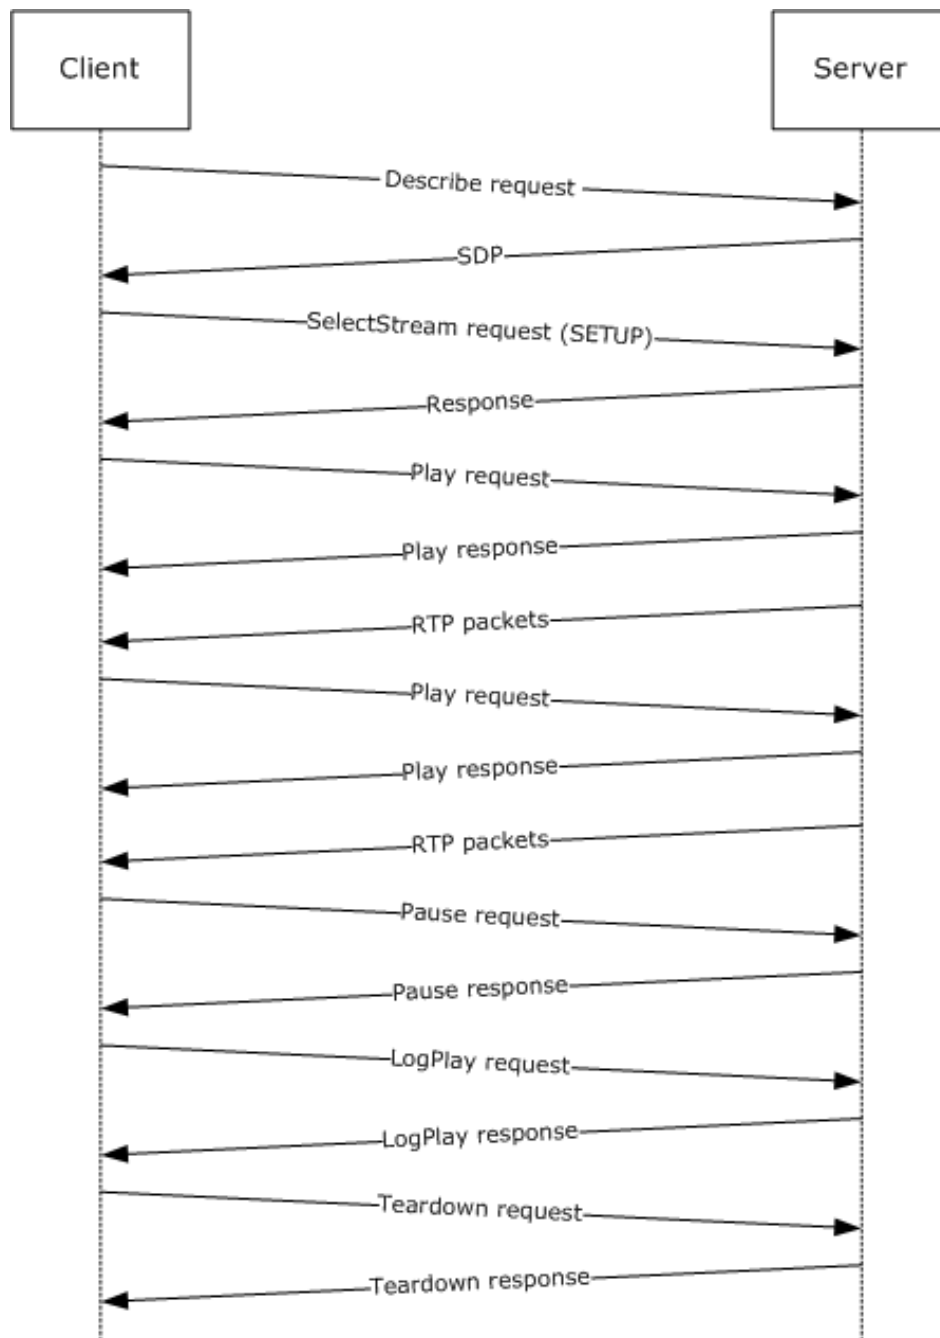 Client
Server
Describe request
SDP
SelectStream request (SETUP)
Response
Play request
Play response
RTP packets
Play request
Play response
RTP packets
Pause request
Pause response
LogPlay request
LogPlay response
Teardown request
Teardown response